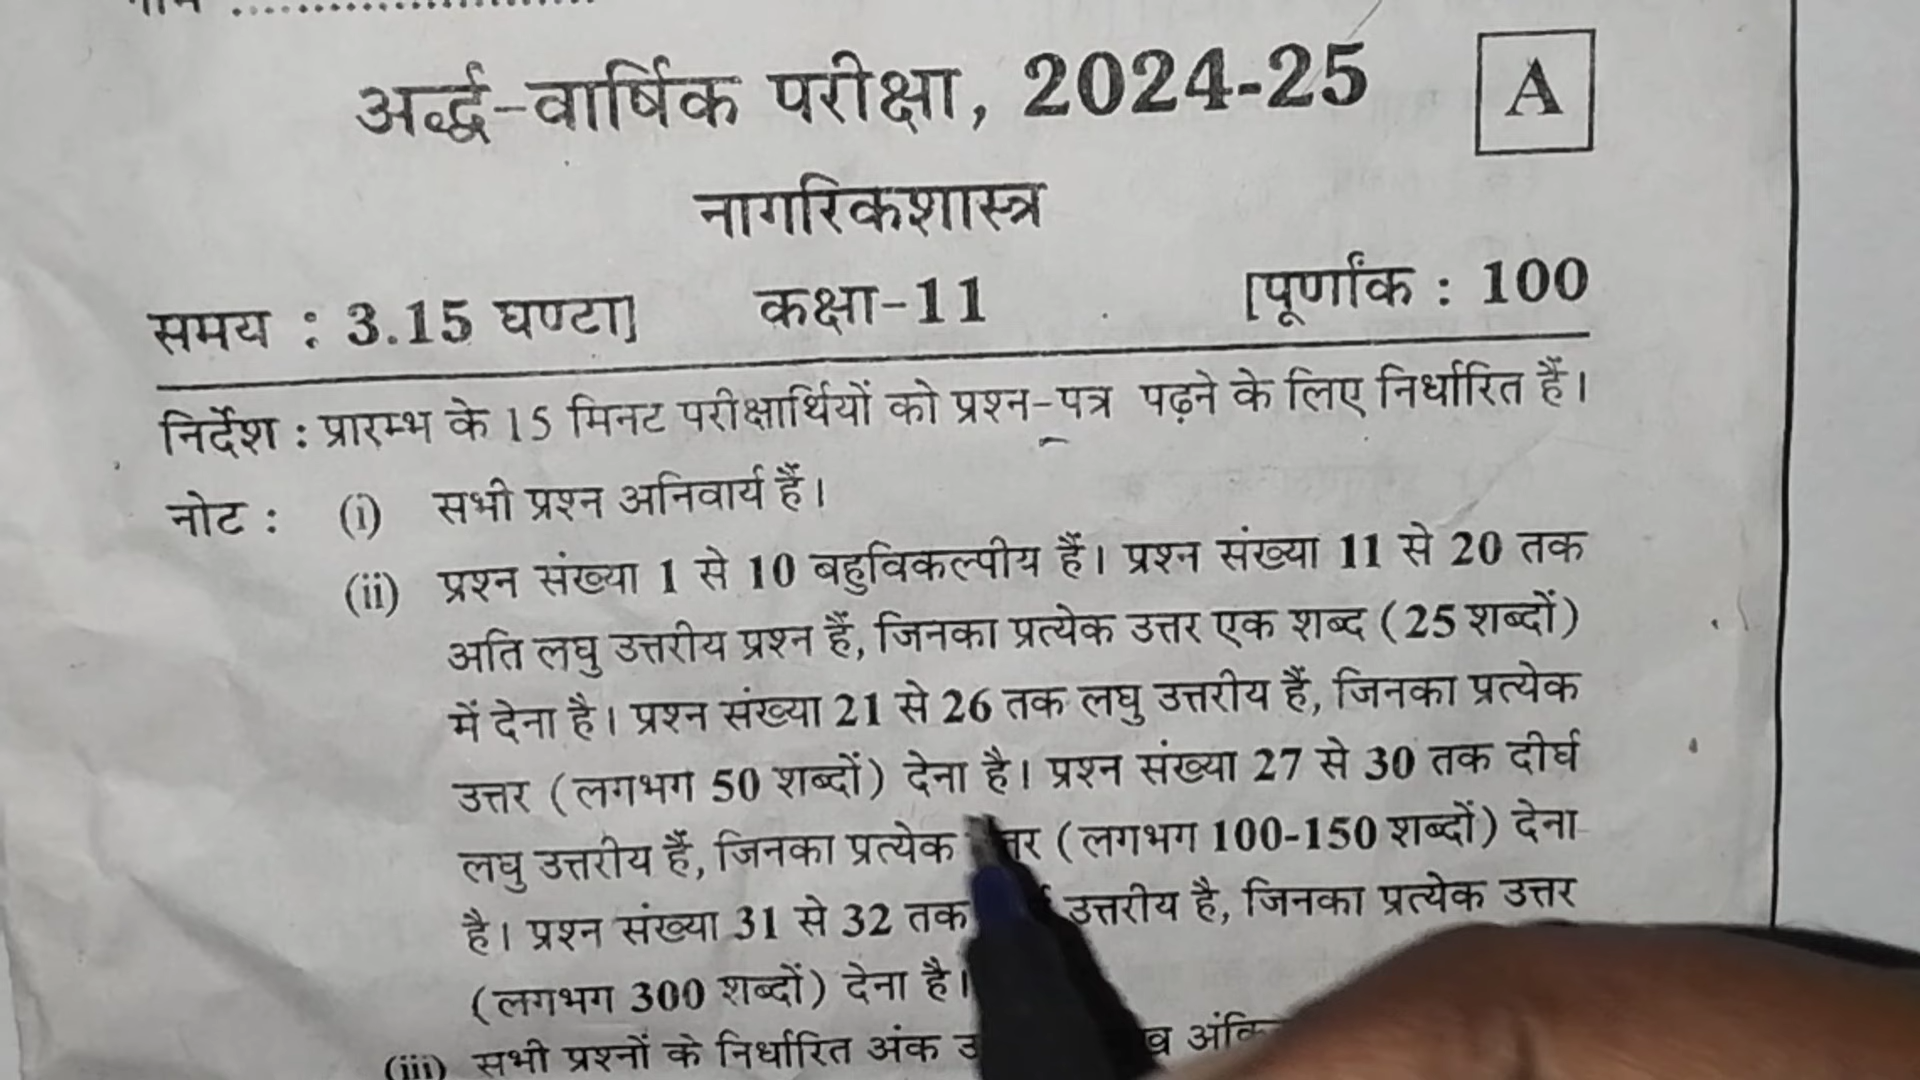 अर्द्ध-वार्षिक परीक्षा, 2024-25
A
नागरिकशास्त्र
समय : 3.15 घण्टा] कक्षा-11 [पूर्णांक : 100
निर्देश : प्रारम्भ के 15 मिनट परीक्षार्थियों को प्रश्न-पत्र पढ़ने के लिए निर्धारित हैं।
नोट : (i) सभी प्रश्न अनिवार्य हैं।
(ii) प्रश्न संख्या 1 से 10 बहुविकल्पीय हैं। प्रश्न संख्या 11 से 20 तक
अति लघु उत्तरीय प्रश्न हैं, जिनका प्रत्येक उत्तर एक शब्द (25 शब्दों)
में देना है। प्रश्न संख्या 21 से 26 तक लघु उत्तरीय हैं, जिनका प्रत्येक
उत्तर (लगभग 50 शब्दों) देना है। प्रश्न संख्या 27 से 30 तक दीर्घ
लघु उत्तरीय हैं, जिनका प्रत्येक (लगभग 100-150 शब्दों) देना
है। प्रश्न संख्या 31 से 32 तक उत्तरीय है, जिनका प्रत्येक उत्तर
(लगभग 300 शब्दों) देना है।
(iii) सभी प्रश्नों के निर्धारित अंक